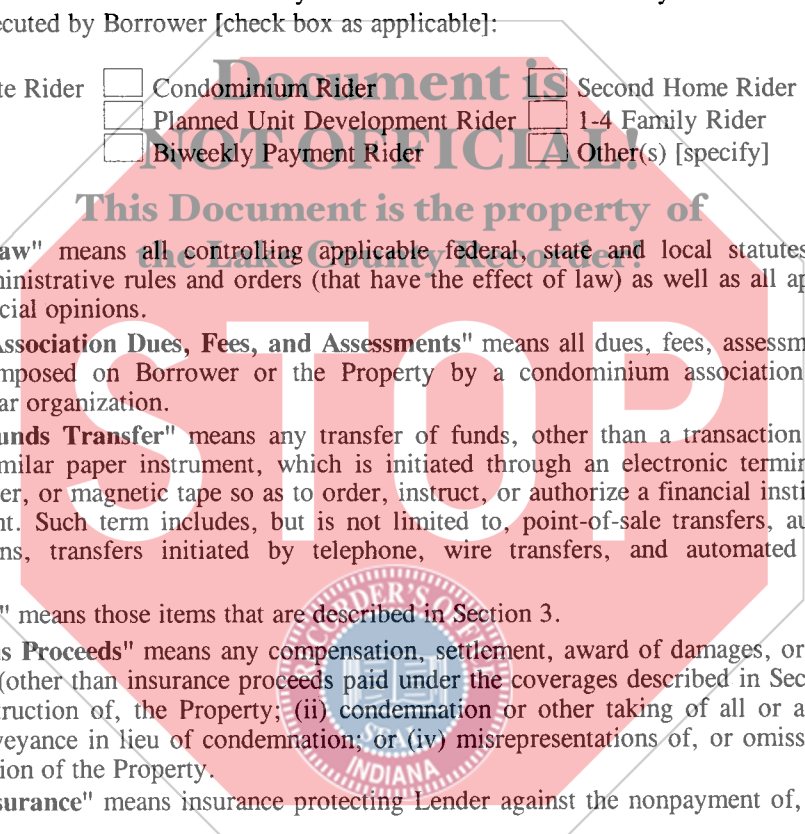 ecuted by Borrower [check box as applicable]:
te Rider Condominium Rider Second Home Rider
Planned Unit Development Rider 1-4 Family Rider
Biweekly Payment Rider Other(s) [specify]
Document is
NOT OFFICIAL!
This Document is the property of
the Lake County Recorder!
aw" means all controlling applicable federal, state and local statutes
ministrative rules and orders (that have the effect of law) as well as all ap
cial opinions.
Association Dues, Fees, and Assessments" means all dues, fees, assessm
mposed on Borrower or the Property by a condominium association
ar organization.
unds Transfer" means any transfer of funds, other than a transaction
milar paper instrument, which is initiated through an electronic termin
er, or magnetic tape so as to order, instruct, or authorize a financial insti
nt. Such term includes, but is not limited to, point-of-sale transfers, au
ns, transfers initiated by telephone, wire transfers, and automated
STOP
" means those items that are described in Section 3.
s Proceeds" means any compensation, settlement, award of damages, or
(other than insurance proceeds paid under the coverages described in Sec
truction of, the Property; (ii) condemnation or other taking of all or a
veyance in lieu of condemnation; or (iv) misrepresentations of, or omiss
ion of the Property.
surance" means insurance protecting Lender against the nonpayment of,
RECORDER'S OFFICE
SEAL
INDIANA